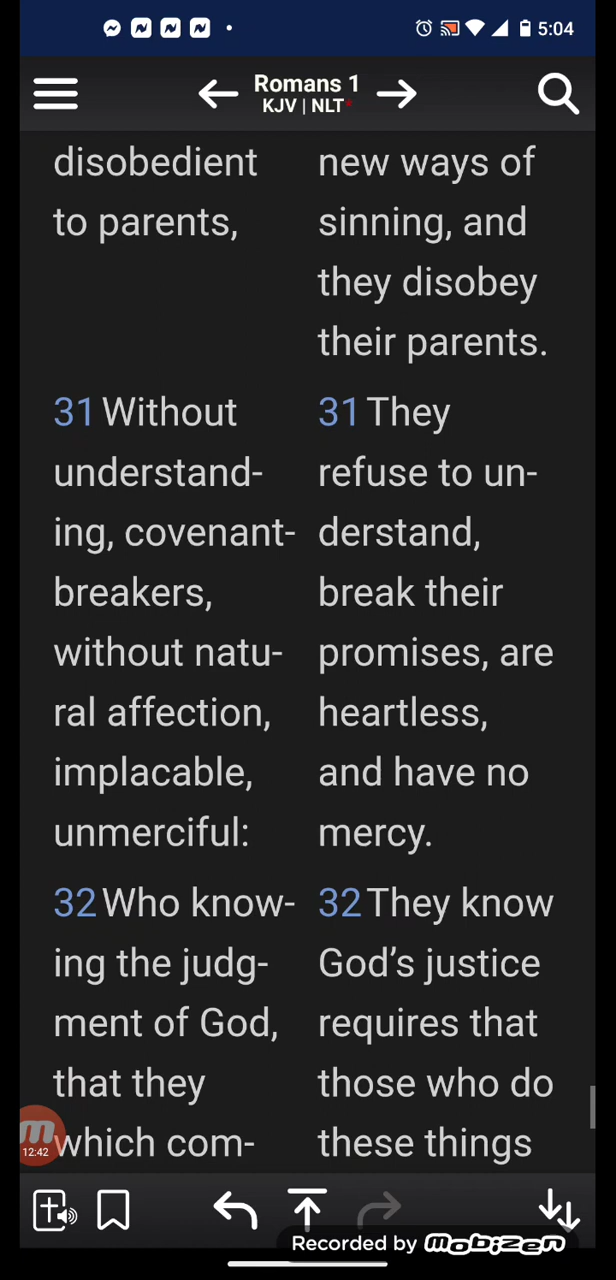 5:04
Romans 1
KJV | NLT*
disobedient
to parents,
31 Without
understand-
ing, covenant-
breakers,
without natu-
ral affection,
implacable,
unmerciful:
32 Who know-
ing the judg-
ment of God,
that they
which com-
new ways of
sinning, and
they disobey
their parents.
31 They
refuse to un-
derstand,
break their
promises, are
heartless,
and have no
mercy.
32 They know
God’s justice
requires that
those who do
these things
12:42
Recorded by mobizen